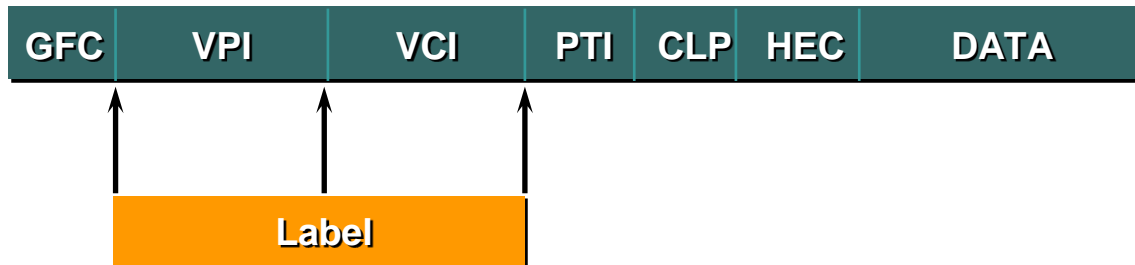 GFC VPI VCI PTI CLP HEC DATA
Label